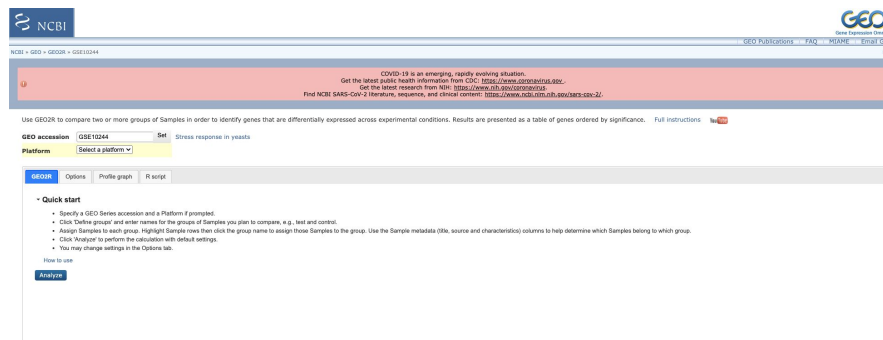 NCBI
GEO
Gene Expression Omn
GEO Publications | FAQ | MIAME | Email G
NCBI » GEO » GEO2R » GSE10244
COVID-19 is an emerging, rapidly evolving situation.
Get the latest public health information from CDC: https://www.coronavirus.gov .
Get the latest research from NIH: https://www.nih.gov/coronavirus.
Find NCBI SARS-CoV-2 literature, sequence, and clinical content: https://www.ncbi.nlm.nih.gov/sars-cov-2/.
Use GEO2R to compare two or more groups of Samples in order to identify genes that are differentially expressed across experimental conditions. Results are presented as a table of genes ordered by significance. Full instructions You Tube
GEO accession GSE10244 Set Stress response in yeasts
Platform Select a platform
GEO2R Options Profile graph R script
Quick start
• Specify a GEO Series accession and a Platform if prompted.
• Click 'Define groups' and enter names for the groups of Samples you plan to compare, e.g., test and control.
• Assign Samples to each group. Highlight Sample rows then click the group name to assign those Samples to the group. Use the Sample metadata (title, source and characteristics) columns to help determine which Samples belong to which group.
• Click 'Analyze' to perform the calculation with default settings.
• You may change settings in the Options tab.
How to use
Analyze